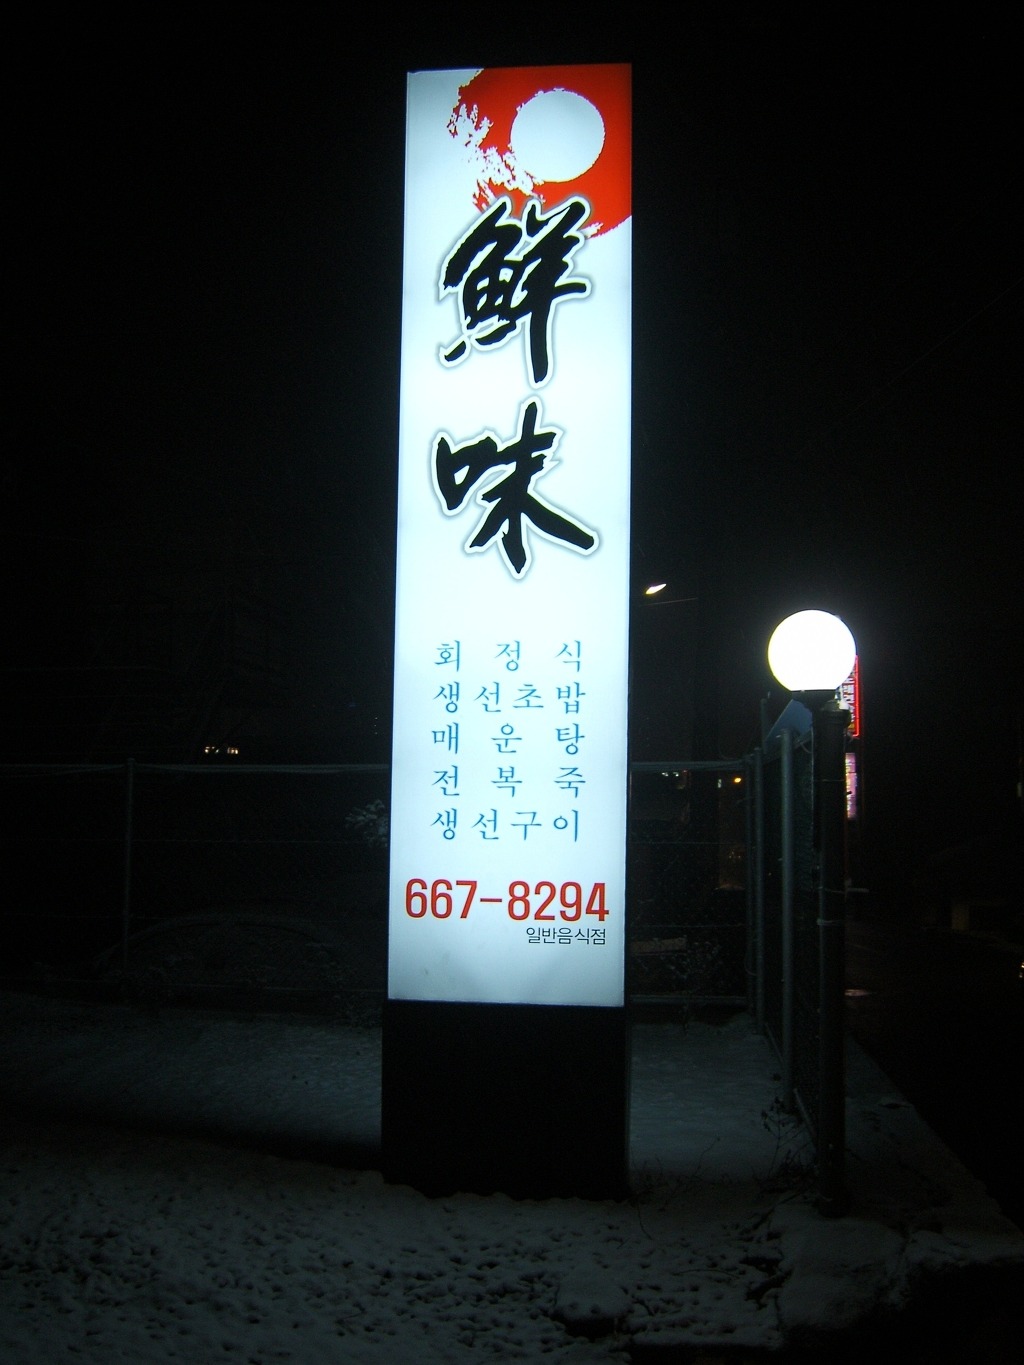 鮮
味
회 정 식
생선초밥
매 운 탕
전 복 죽
생선구이
667-8294
일반음식점